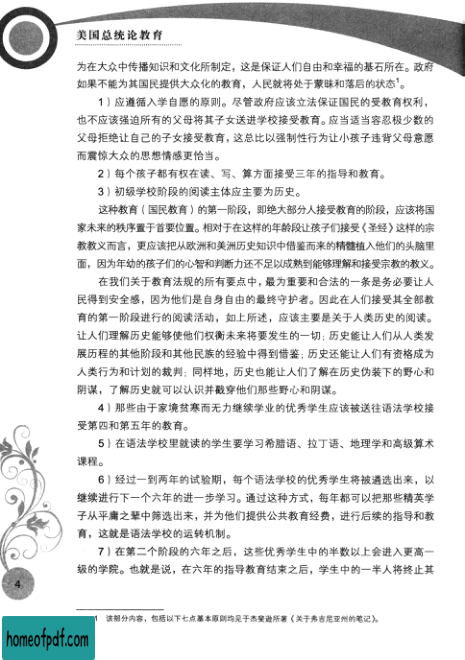 美国总统论教育
为在大众中传播知识和文化所制定，这是保证人们自由和幸福的基石所在。政府
如果不能为其国民提供大众化的教育，人民就将处于蒙昧和落后的状态¹。
1）应遵循入学自愿的原则。尽管政府应该立法保证国民的受教育权利，
也不应该强迫所有的父母将其子女送进学校接受教育。应当适当容忍极少数的
父母拒绝让自己的子女接受教育，这总比以强制性行为让小孩子违背父母意愿
而震惊大众的思想情感更恰当。
2）每个孩子都有权在读、写、算方面接受三年的指导和教育。
3）初级学校阶段的阅读主体应主要为历史。
这种教育（国民教育）的第一阶段，即绝大部分人接受教育的阶段，应该将国
家未来的秩序置于首要位置。相对于在这样的年龄段让孩子们接受《圣经》这样的宗
教教义而言，更应该把从欧洲和美洲历史知识中借鉴而来的精髓植入他们的头脑里
面，因为年幼的孩子们的心智和判断力还不足以成熟到能够理解和接受宗教的教义。
在我们关于教育法规的所有要点中，最为重要和合法的一条是务必要让人
民得到安全感，因为他们是自身自由的最终守护者。因此在人们接受其全部教
育的第一阶段进行的阅读活动，如上所述，应该主要是关于人类历史的阅读。
让人们理解历史能够使他们权衡未来将要发生的一切；历史能让人们从人类发
展历程的其他阶段和其他民族的经验中得到借鉴；历史还能让人们有资格成为
人类行为和计划的裁判；同样地，历史也能让人们了解在历史伪装下的野心和
阴谋，了解历史就可以认识并戳穿他们那些野心和阴谋。
4）那些由于家境贫寒而无力继续学业的优秀学生应该被送往语法学校接
受第四和第五年的教育。
5）在语法学校里就读的学生要学习希腊语、拉丁语、地理学和高级算术
课程。
6）经过一到两年的试验期，每个语法学校的优秀学生将被遴选出来，以
继续进行下一个六年的进一步学习。通过这种方式，每年都可以把那些精英学
子从平庸之辈中筛选出来，并为他们提供公共教育经费，进行后续的指导和教
育，这就是语法学校的运转机制。
7）在第二个阶段的六年之后，这些优秀学生中的半数以上会进入更高一
级的学院。也就是说，在六年的指导教育结束之后，学生中的一半人将终止其
4
1 该部分内容，包括以下七点基本原则均见于杰斐逊所著《关于弗吉尼亚州的笔记》。
homeofpdf.com